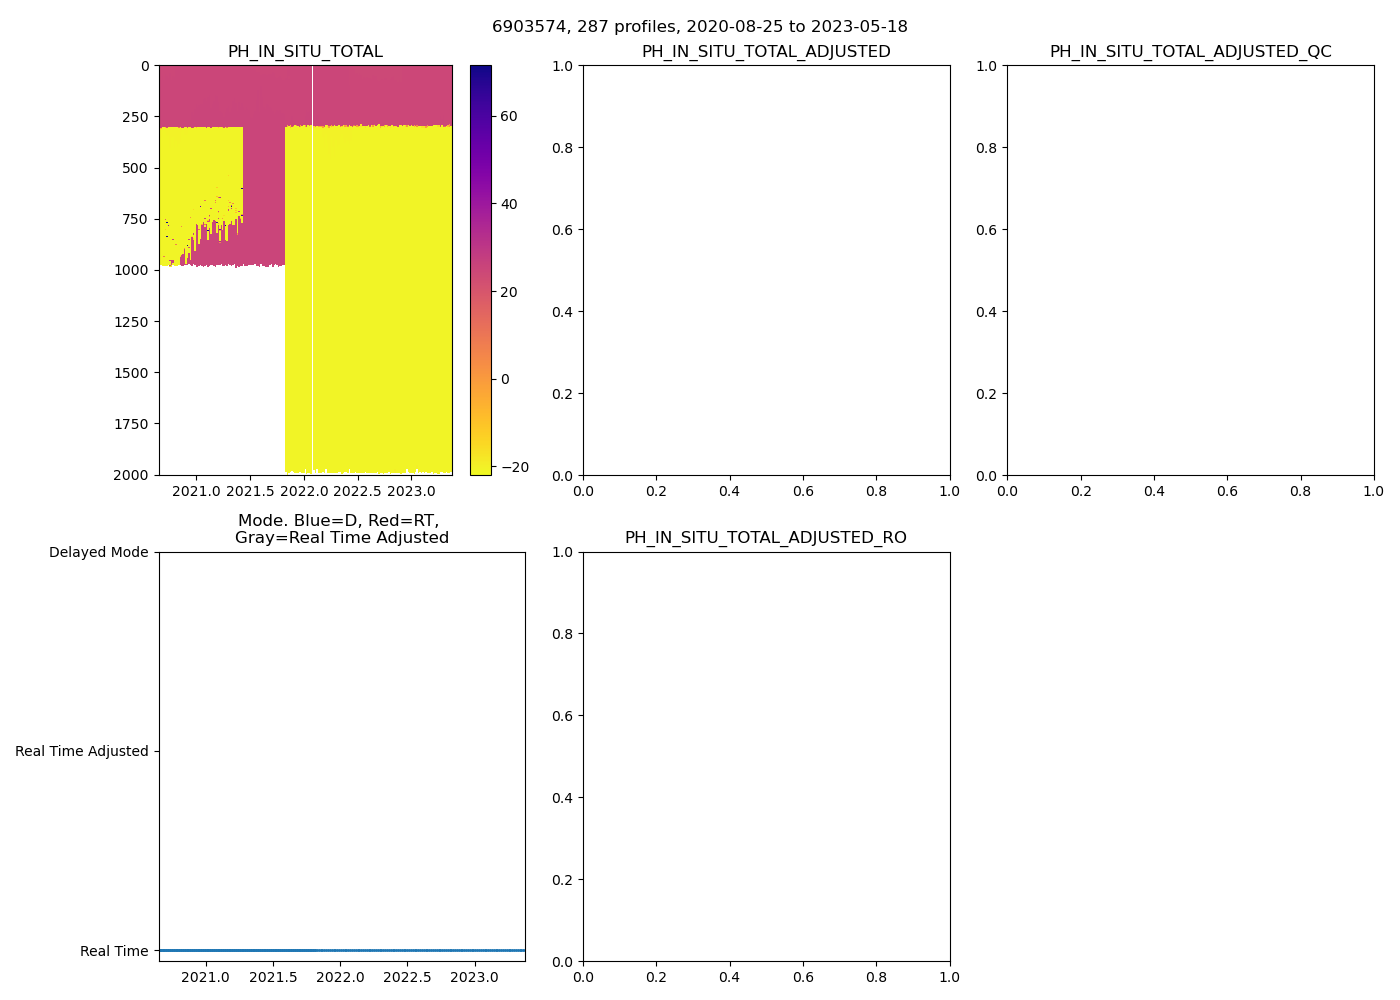 6903574, 287 profiles, 2020-08-25 to 2023-05-18
PH_IN_SITU_TOTAL
0
250
500
750
1000
1250
1500
1750
2000
2021.0 2021.5 2022.0 2022.5 2023.0
60
40
20
0
−20
PH_IN_SITU_TOTAL_ADJUSTED
1.0
0.8
0.6
0.4
0.2
0.0
0.0 0.2 0.4 0.6 0.8 1.0
PH_IN_SITU_TOTAL_ADJUSTED_QC
1.0
0.8
0.6
0.4
0.2
0.0
0.0 0.2 0.4 0.6 0.8 1.0
Mode. Blue=D, Red=RT,
Gray=Real Time Adjusted
Delayed Mode
Real Time Adjusted
Real Time
2021.0 2021.5 2022.0 2022.5 2023.0
PH_IN_SITU_TOTAL_ADJUSTED_RO
1.0
0.8
0.6
0.4
0.2
0.0
0.0 0.2 0.4 0.6 0.8 1.0